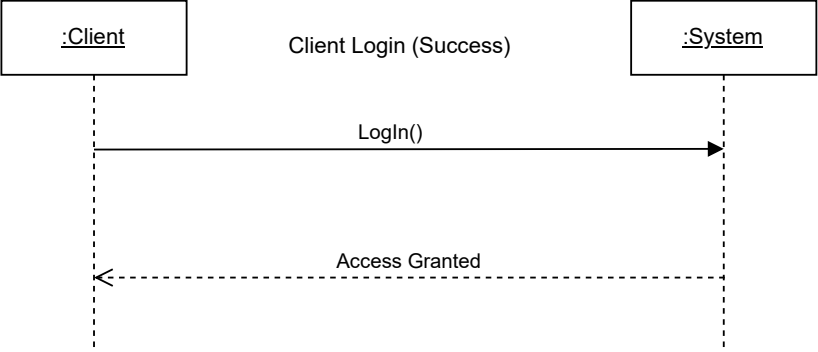 :Client
Client Login (Success)
:System
LogIn()
Access Granted